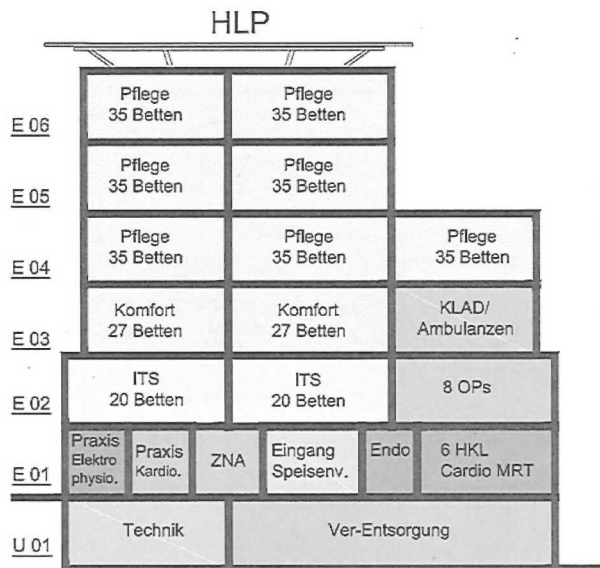 HLP
Pflege
35 Betten
Pflege
35 Betten
E 06
Pflege
35 Betten
Pflege
35 Betten
E 05
Pflege
35 Betten
Pflege
35 Betten
Pflege
35 Betten
E 04
Komfort
27 Betten
Komfort
27 Betten
KLAD/
Ambulanzen
E 03
ITS
20 Betten
ITS
20 Betten
8 OPs
E 02
Praxis
Elektro
physio.
Praxis
Kardio.
ZNA
Eingang
Speisenv.
Endo
6 HKL
Cardio MRT
E 01
Technik
Ver-Entsorgung
U 01